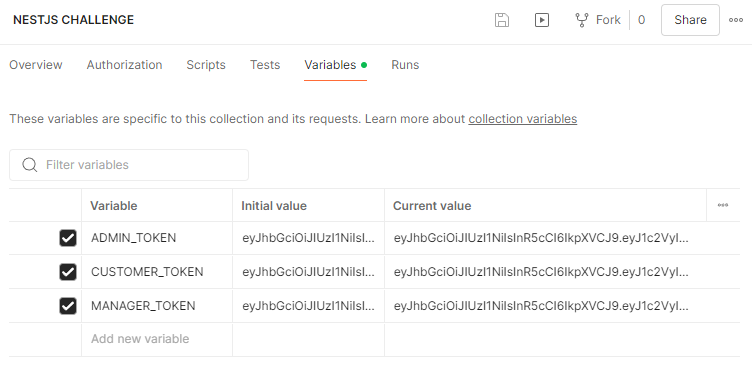 NESTJS CHALLENGE Fork 0 Share
Overview Authorization Scripts Tests Variables Runs
These variables are specific to this collection and its requests. Learn more about collection variables
Filter variables
Variable Initial value Current value
ADMIN_TOKEN eyJhbGciOiJIUzI1NiIsI... eyJhbGciOiJIUzI1NiIsInR5cCI6IkpXVCJ9.eyJ1c2VyI...
CUSTOMER_TOKEN eyJhbGciOiJIUzI1NiIsI... eyJhbGciOiJIUzI1NiIsInR5cCI6IkpXVCJ9.eyJ1c2VyI...
MANAGER_TOKEN eyJhbGciOiJIUzI1NiIsI... eyJhbGciOiJIUzI1NiIsInR5cCI6IkpXVCJ9.eyJ1c2VyI...
Add new variable